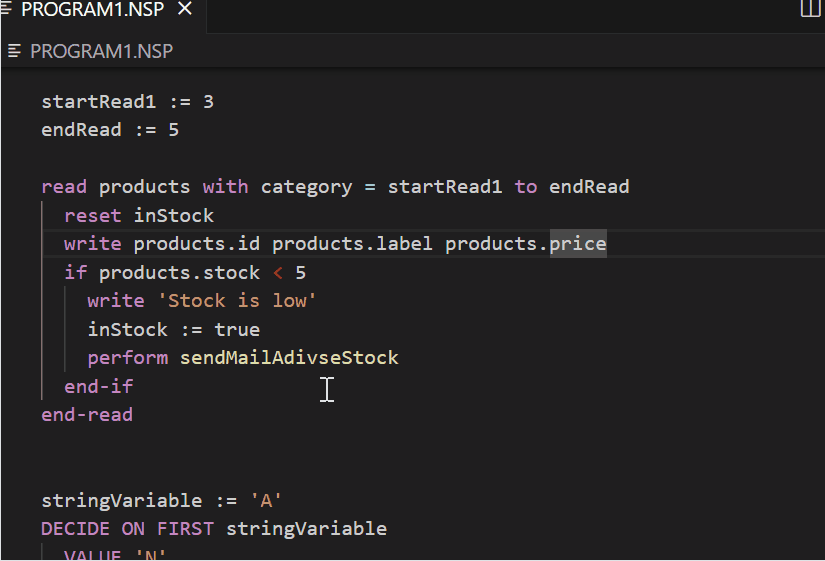 PROGRAM1.NSP
PROGRAM1.NSP
startRead1 := 3
endRead := 5
read products with category = startRead1 to endRead
reset inStock
write products.id products.label products.price
if products.stock < 5
write 'Stock is low'
inStock := true
perform sendMailAdivseStock
end-if
end-read
stringVariable := 'A'
DECIDE ON FIRST stringVariable
VALUE 'N'